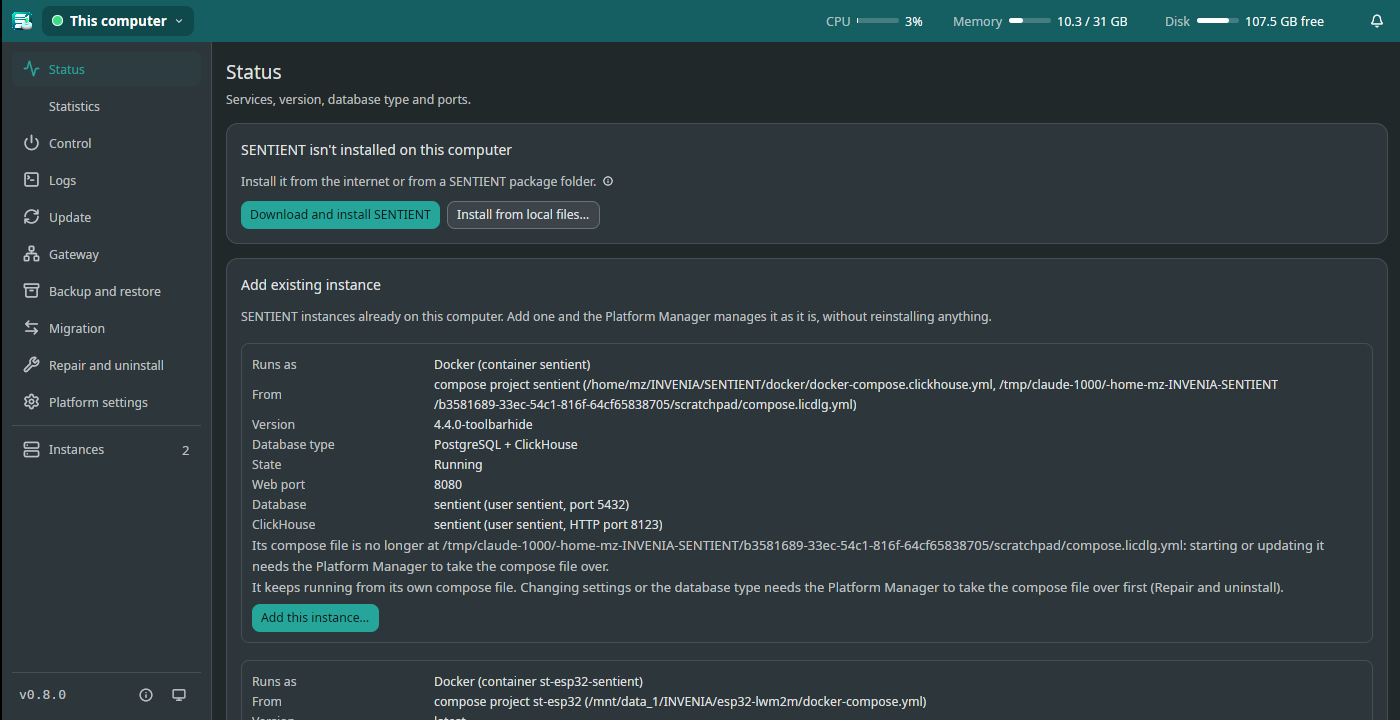 This computer
CPU 3% Memory 10.3 / 31 GB Disk 107.5 GB free
Status
Statistics
Control
Logs
Update
Gateway
Backup and restore
Migration
Repair and uninstall
Platform settings
Instances 2
v0.8.0
Status
Services, version, database type and ports.
SENTIENT isn't installed on this computer
Install it from the internet or from a SENTIENT package folder.
Download and install SENTIENT
Install from local files...
Add existing instance
SENTIENT instances already on this computer. Add one and the Platform Manager manages it as it is, without reinstalling anything.
Runs as Docker (container sentient)
From compose project sentient (/home/mz/INVENIA/SENTIENT/docker/docker-compose.clickhouse.yml, /tmp/claude-1000/-home-mz-INVENIA-SENTIENT
/b3581689-33ec-54c1-816f-64cf65838705/scratchpad/compose.licdlg.yml)
Version 4.4.0-toolbarhide
Database type PostgreSQL + ClickHouse
State Running
Web port 8080
Database sentient (user sentient, port 5432)
ClickHouse sentient (user sentient, HTTP port 8123)
Its compose file is no longer at /tmp/claude-1000/-home-mz-INVENIA-SENTIENT/b3581689-33ec-54c1-816f-64cf65838705/scratchpad/compose.licdlg.yml: starting or updating it
needs the Platform Manager to take the compose file over.
It keeps running from its own compose file. Changing settings or the database type needs the Platform Manager to take the compose file over first (Repair and uninstall).
Add this instance...
Runs as Docker (container st-esp32-sentient)
From compose project st-esp32 (/mnt/data_1/INVENIA/esp32-lwm2m/docker-compose.yml)
Version latest